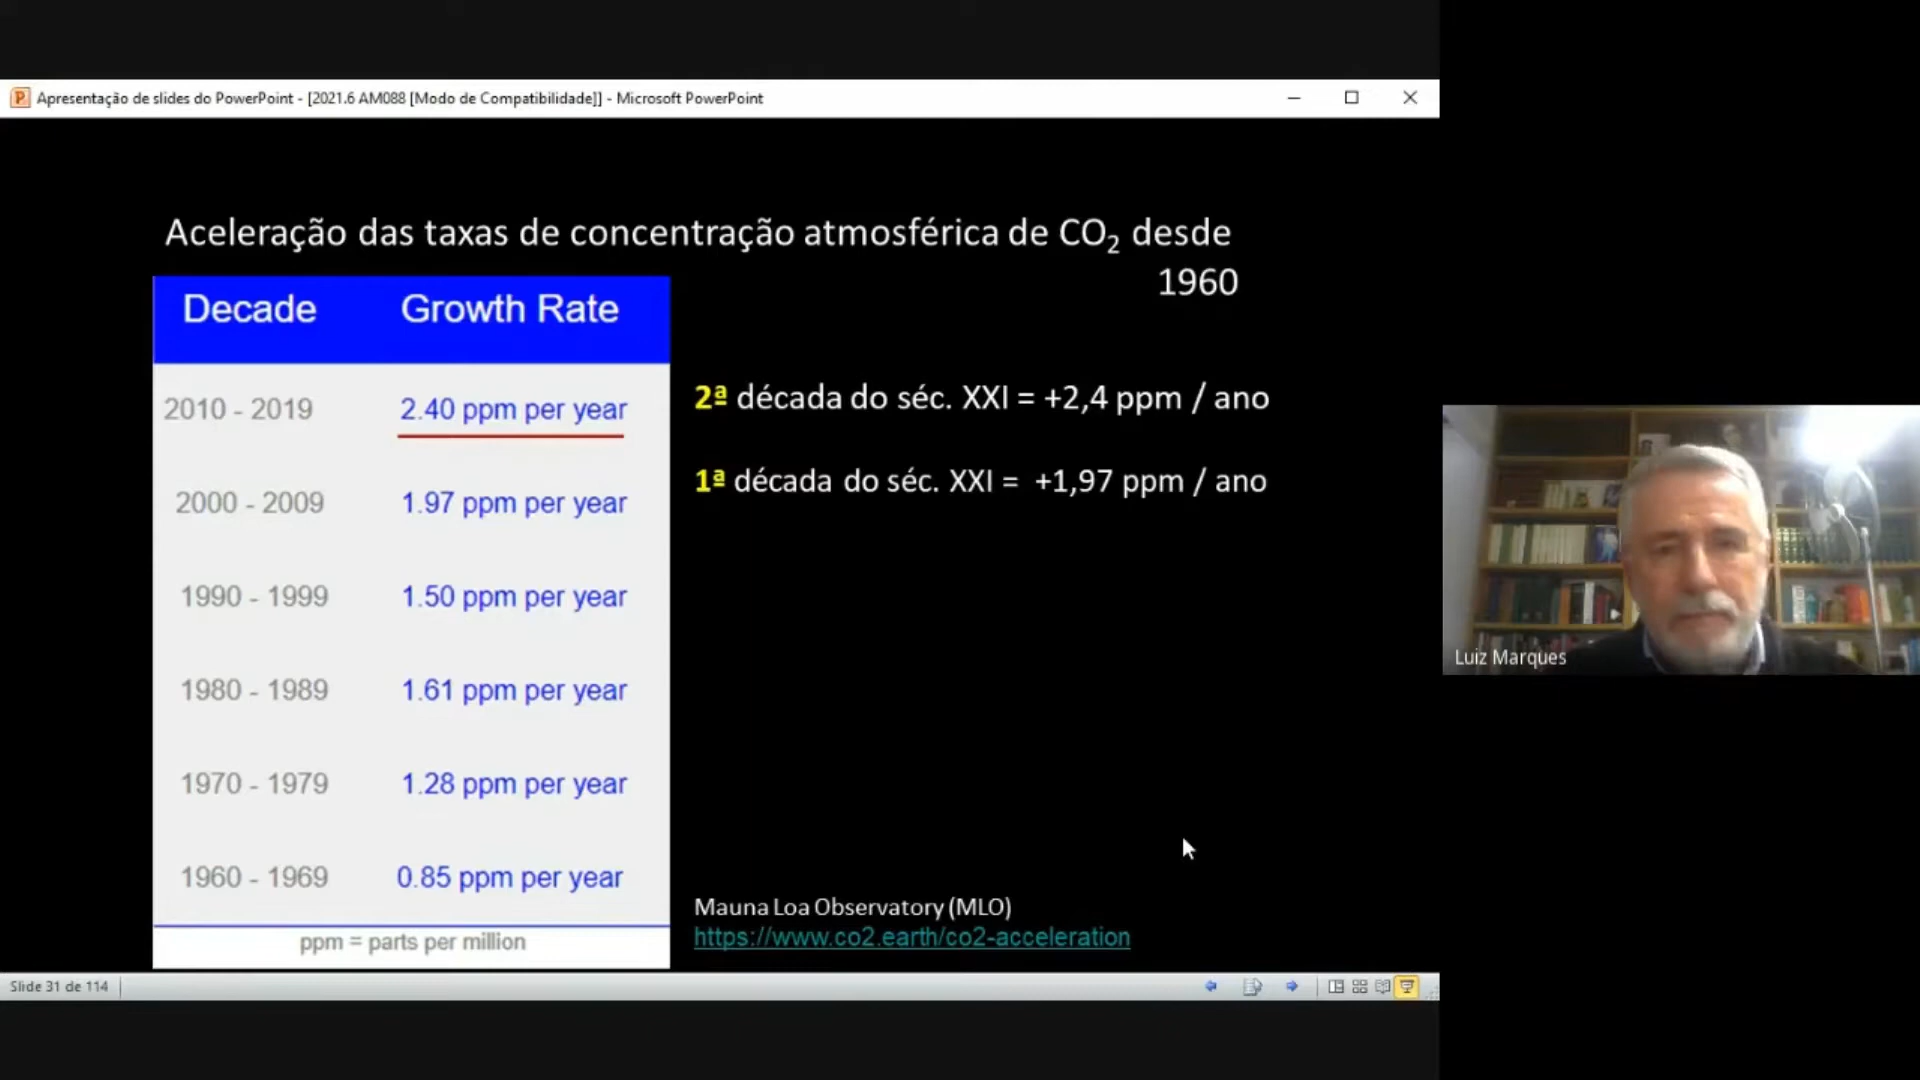 Apresentação de slides do PowerPoint - [2021.6 AM088 [Modo de Compatibilidade]] - Microsoft PowerPoint
Aceleração das taxas de concentração atmosférica de CO₂ desde
1960
Decade Growth Rate
2010 - 2019 2.40 ppm per year
2000 - 2009 1.97 ppm per year
1990 - 1999 1.50 ppm per year
1980 - 1989 1.61 ppm per year
1970 - 1979 1.28 ppm per year
1960 - 1969 0.85 ppm per year
ppm = parts per million
2ª década do séc. XXI = +2,4 ppm / ano
1ª década do séc. XXI = +1,97 ppm / ano
Mauna Loa Observatory (MLO)
https://www.co2.earth/co2-acceleration
Slide 31 de 114
Luiz Marques